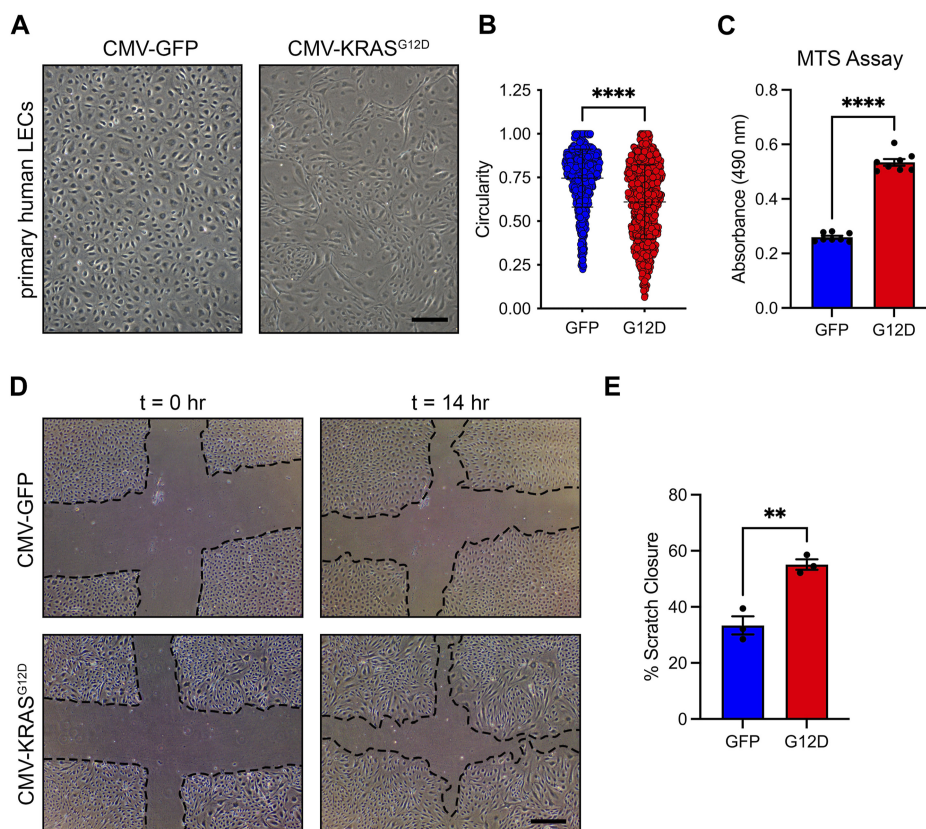 A
CMV-GFP
CMV-KRASG12D
primary human LECs
B
****
Circularity
1.25
1.00
0.75
0.50
0.25
0.00
GFP
G12D
C
MTS Assay
****
Absorbance (490 nm)
0.8
0.6
0.4
0.2
0.0
GFP
G12D
D
t = 0 hr
t = 14 hr
CMV-GFP
CMV-KRASG12D
E
**
% Scratch Closure
80
60
40
20
0
GFP
G12D